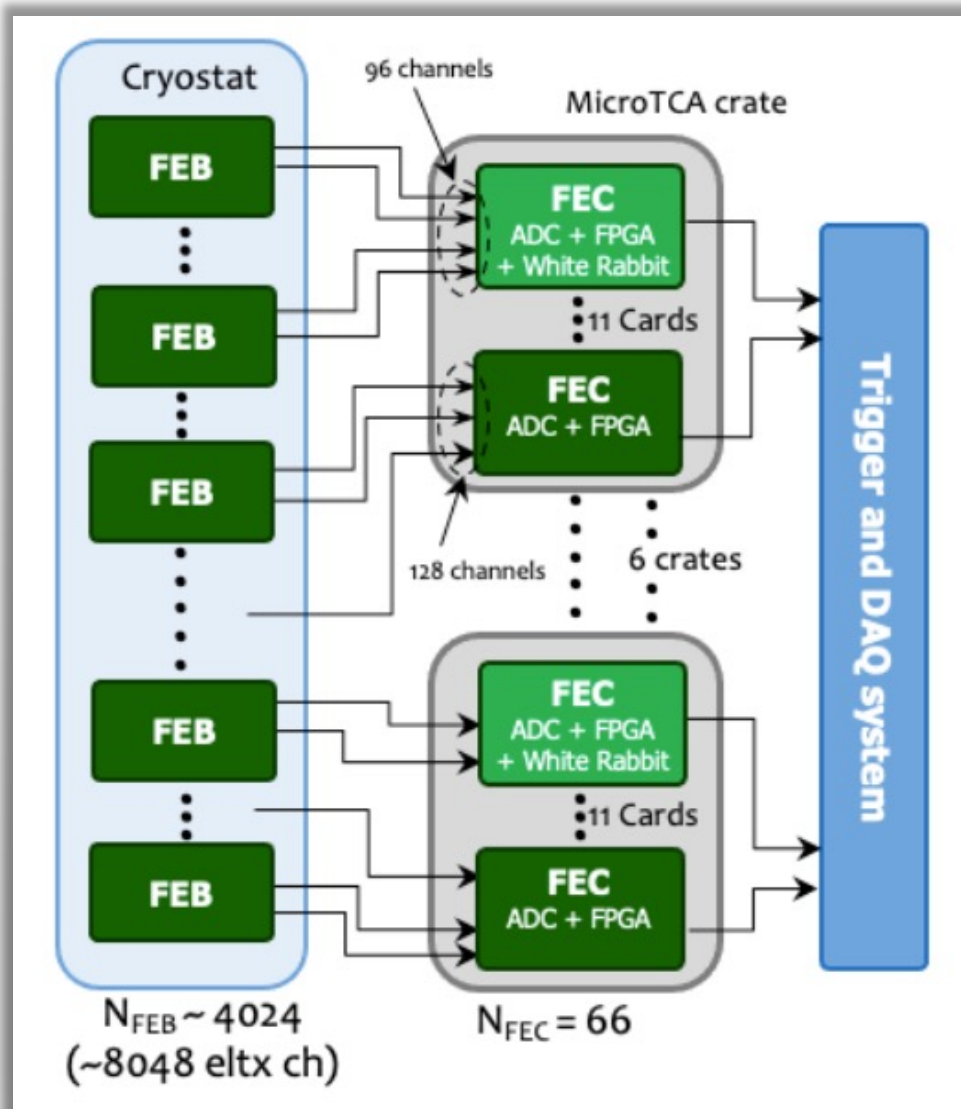 Cryostat
96 channels
MicroTCA crate
FEB
FEC
ADC + FPGA
+ White Rabbit
FEB
11 Cards
FEC
ADC + FPGA
FEB
128 channels
6 crates
Trigger and DAQ system
FEB
FEC
ADC + FPGA
+ White Rabbit
11 Cards
FEB
FEC
ADC + FPGA
N_FEB ~ 4024
(~8048 eltx ch)
N_FEC = 66